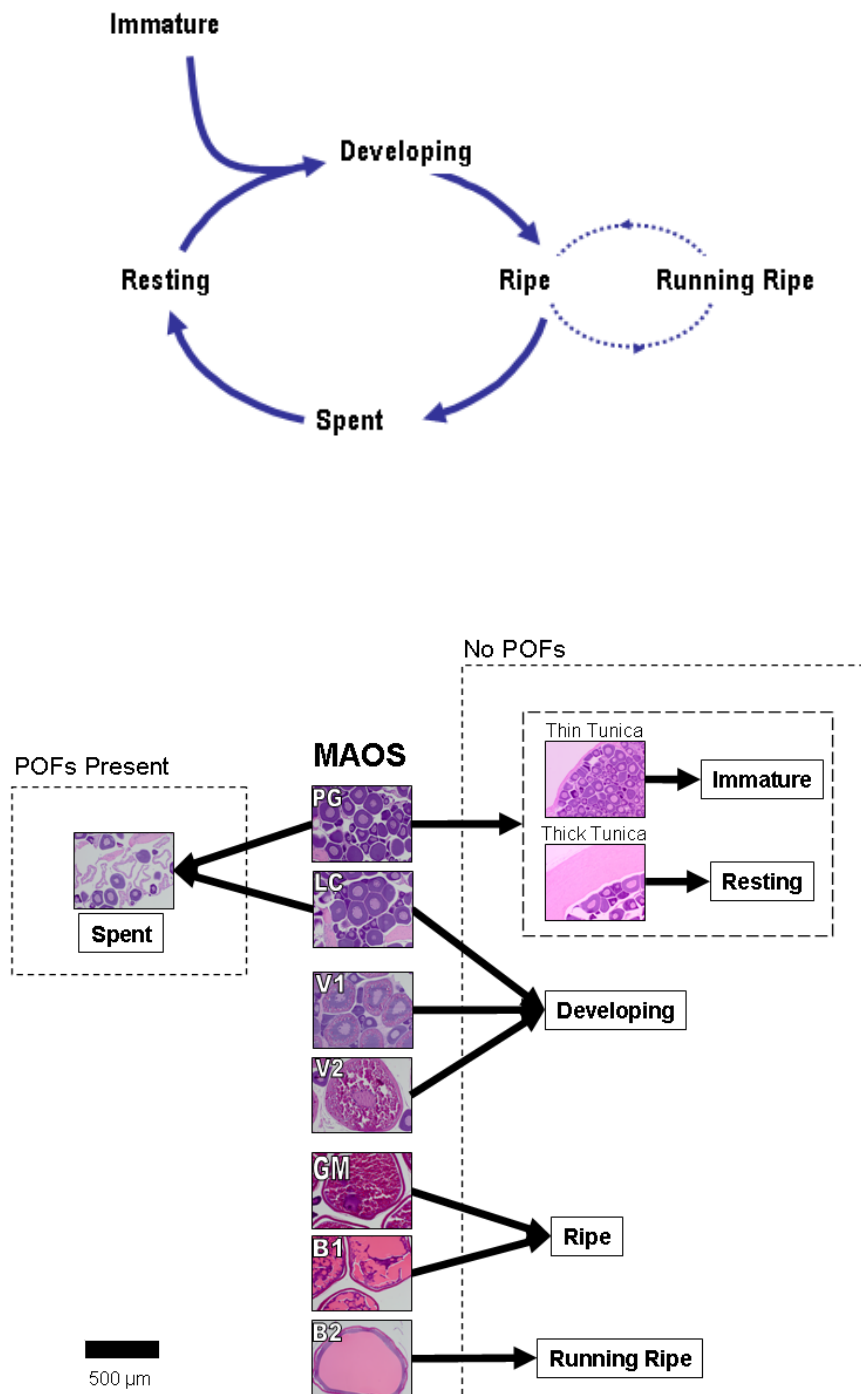 Immature
Developing
Resting
Ripe
Running Ripe
Spent
No POFs
POFs Present
MAOS
Thin Tunica
PG
Immature
Thick Tunica
LC
Resting
Spent
V1
Developing
V2
GM
Ripe
B1
B2
Running Ripe
500 µm